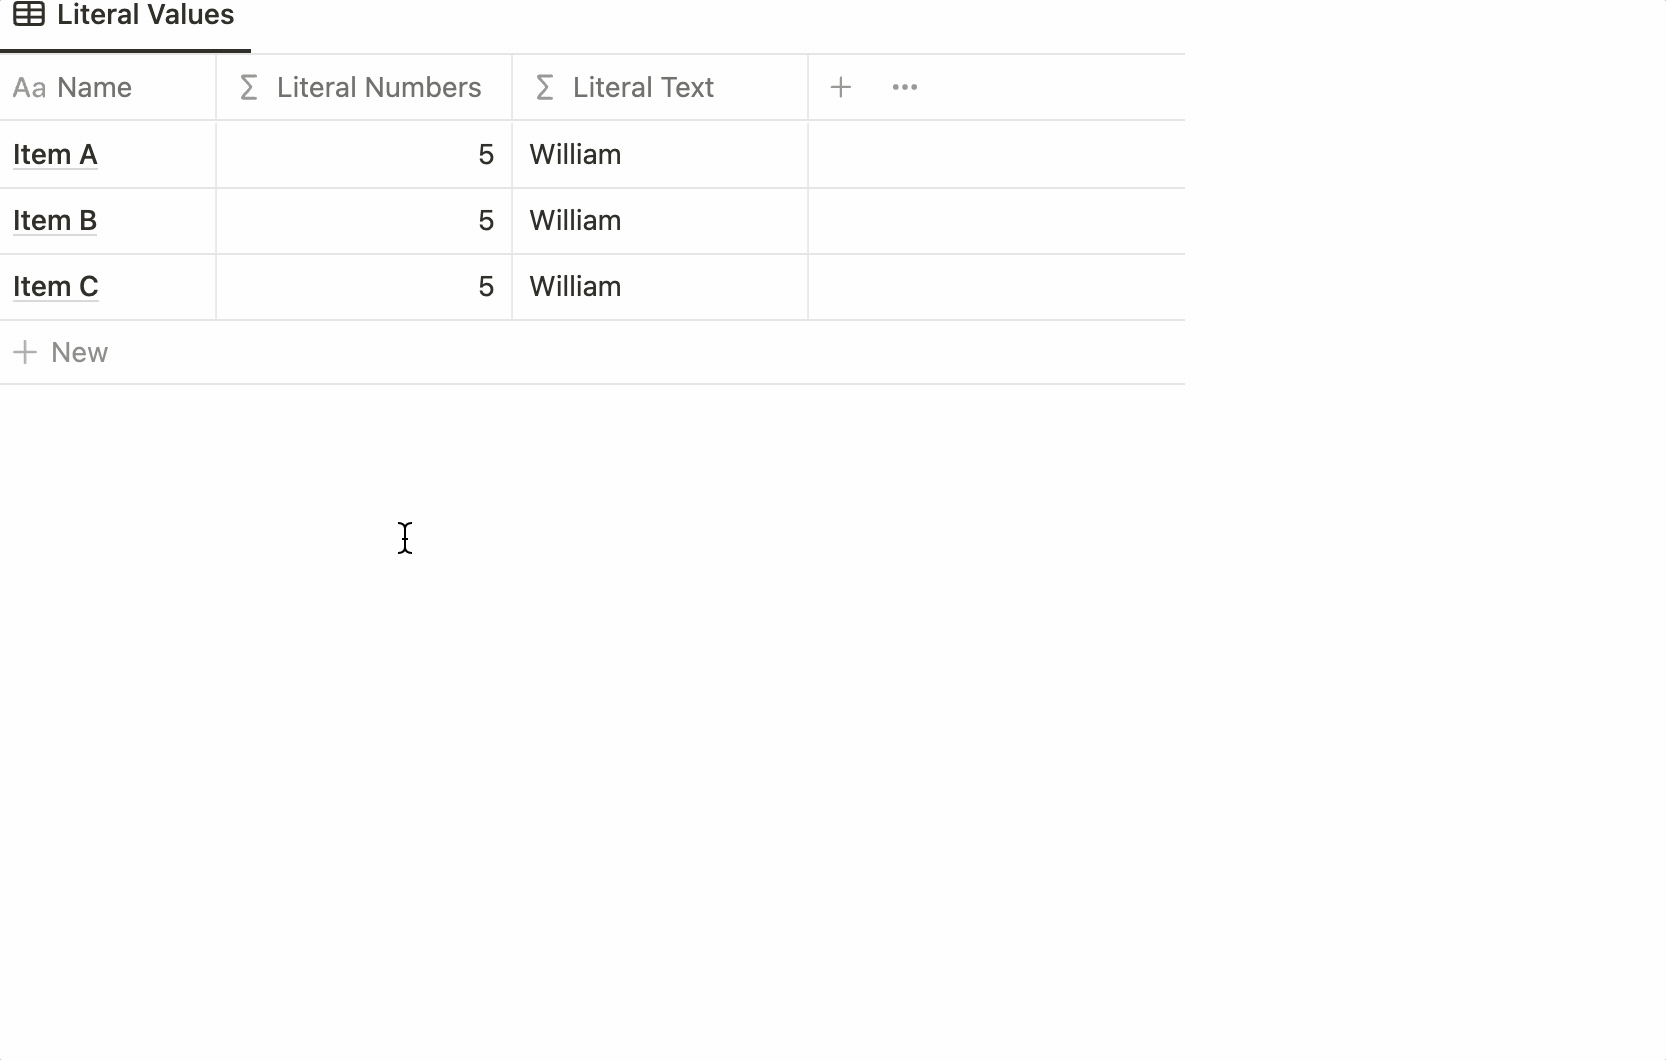 Literal Values
Aa Name Σ Literal Numbers Σ Literal Text + •••
Item A 5 William
Item B 5 William
Item C 5 William
+ New